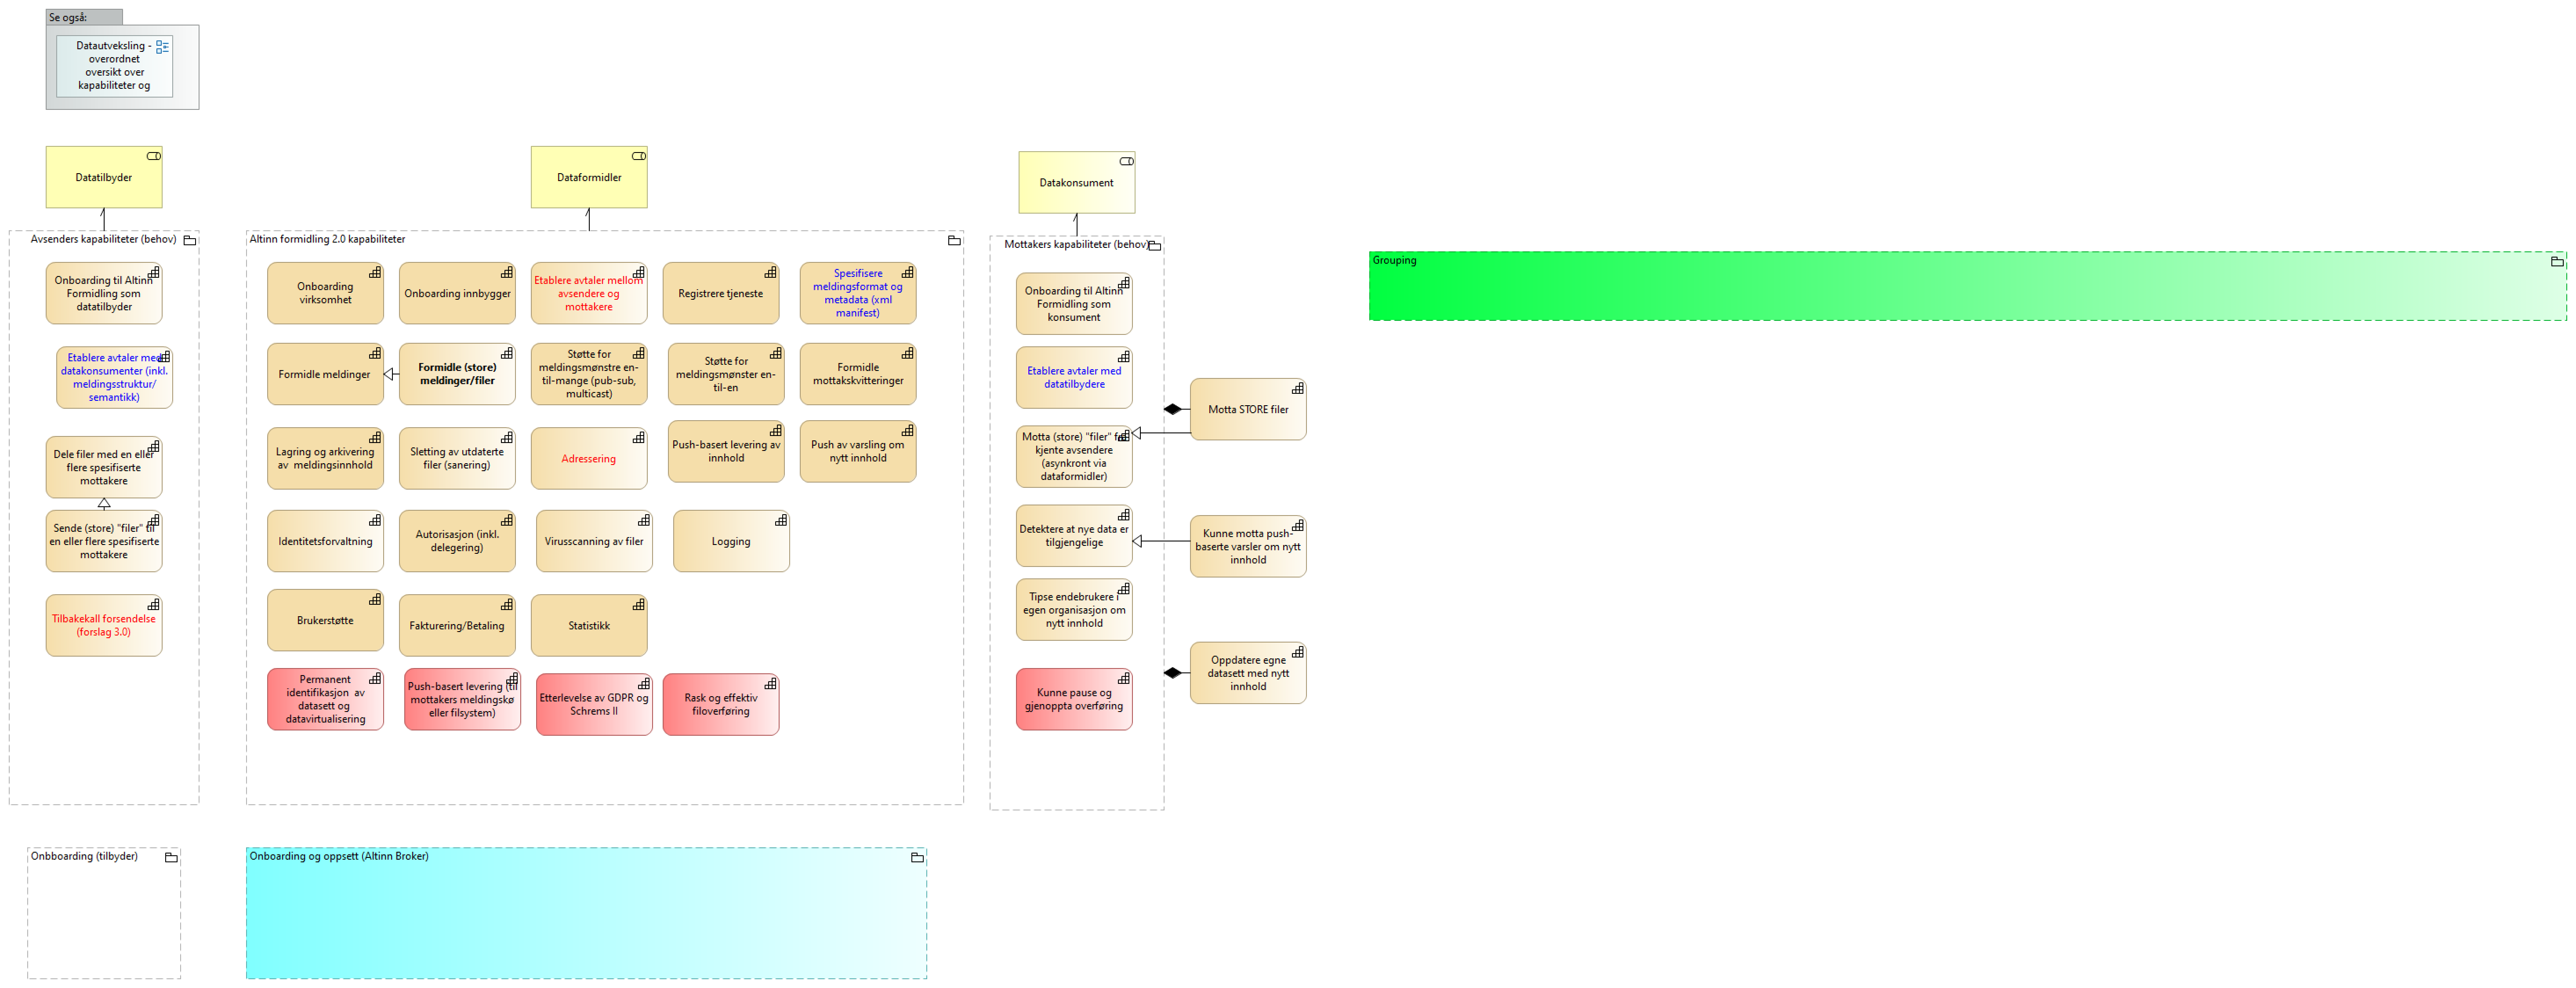 Se også:
Datautveksling -
overordnet
oversikt over
kapabiliteter og
Datatilbyder
Dataformidler
Datakonsument
Avsenders kapabiliteter (behov)
Onboarding til Altinn
Formidling som
datatilbyder
Etablere avtaler med
datakonsumenter (inkl.
meldingsstruktur/
semantikk)
Dele filer med en eller
flere spesifiserte
mottakere
Sende (store) "filer" til
en eller flere spesifiserte
mottakere
Tilbakekall forsendelse
(forslag 3.0)
Altinn formidling 2.0 kapabiliteter
Onboarding
virksomhet
Onboarding innbygger
Etablere avtaler mellom
avsendere og
mottakere
Registrere tjeneste
Spesifisere
meldingsformat og
metadata (xml
manifest)
Formidle meldinger
Formidle (store)
meldinger/filer
Støtte for
meldingsmønstre en-
til-mange (pub-sub,
multicast)
Støtte for
meldingsmønster en-
til-en
Formidle
mottakskvitteringer
Lagring og arkivering
av  meldingsinnhold
Sletting av utdaterte
filer (sanering)
Adressering
Push-basert levering av
innhold
Push av varsling om
nytt innhold
Identitetsforvaltning
Autorisasjon (inkl.
delegering)
Virusscanning av filer
Logging
Brukerstøtte
Fakturering/Betaling
Statistikk
Permanent
identifikasjon  av
datasett og
datavirtualisering
Push-basert levering (til
mottakers meldingskø
eller filsystem)
Etterlevelse av GDPR og
Schrems II
Rask og effektiv
filoverføring
Mottakers kapabiliteter (behov)
Onboarding til Altinn
Formidling som
konsument
Etablere avtaler med
datatilbydere
Motta (store) "filer" fra
kjente avsendere
(asynkront via
dataformidler)
Detektere at nye data er
tilgjengelige
Tipse endebrukere i
egen organisasjon om
nytt innhold
Kunne pause og
gjenoppta overføring
Motta STORE filer
Kunne motta push-
baserte varsler om nytt
innhold
Oppdatere egne
datasett med nytt
innhold
Grouping
Onbboarding (tilbyder)
Onboarding og oppsett (Altinn Broker)